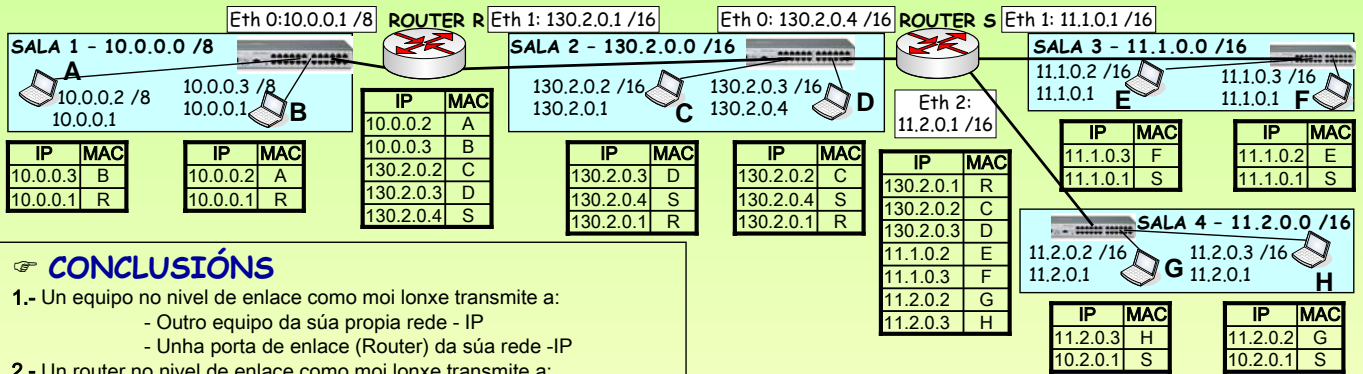 Eth 0:10.0.0.1 /8
ROUTER R
Eth 1: 130.2.0.1 /16
Eth 0: 130.2.0.4 /16
ROUTER S
Eth 1: 11.1.0.1 /16
SALA 1 - 10.0.0.0 /8
A
10.0.0.2 /8
10.0.0.1
10.0.0.3 /8
10.0.0.1
B
SALA 2 - 130.2.0.0 /16
130.2.0.2 /16
130.2.0.1
C
130.2.0.3 /16
130.2.0.4
D
Eth 2:
11.2.0.1 /16
SALA 3 - 11.1.0.0 /16
11.1.0.2 /16
11.1.0.1
E
11.1.0.3 /16
11.1.0.1
F
IP MAC
10.0.0.3 B
10.0.0.1 R
IP MAC
10.0.0.2 A
10.0.0.1 R
IP MAC
10.0.0.2 A
10.0.0.3 B
130.2.0.2 C
130.2.0.3 D
130.2.0.4 S
IP MAC
130.2.0.3 D
130.2.0.4 S
130.2.0.1 R
IP MAC
130.2.0.2 C
130.2.0.4 S
130.2.0.1 R
IP MAC
130.2.0.1 R
130.2.0.2 C
130.2.0.3 D
11.1.0.2 E
11.1.0.3 F
11.2.0.2 G
11.2.0.3 H
IP MAC
11.1.0.3 F
11.1.0.1 S
IP MAC
11.1.0.2 E
11.1.0.1 S
SALA 4 - 11.2.0.0 /16
11.2.0.2 /16
11.2.0.1
G
11.2.0.3 /16
11.2.0.1
H
IP MAC
11.2.0.3 H
10.2.0.1 S
IP MAC
11.2.0.2 G
10.2.0.1 S
☞ CONCLUSIÓNS
1.- Un equipo no nivel de enlace como moi lonxe transmite a:
- Outro equipo da súa propia rede - IP
- Unha porta de enlace (Router) da súa rede -IP
2.- Un router no nivel de enlace como moi lonxe transmite a: